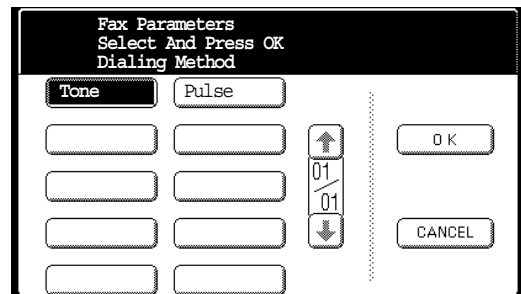 Fax Parameters
Select And Press OK
Dialing Method
Tone
Pulse
01
01
OK
CANCEL